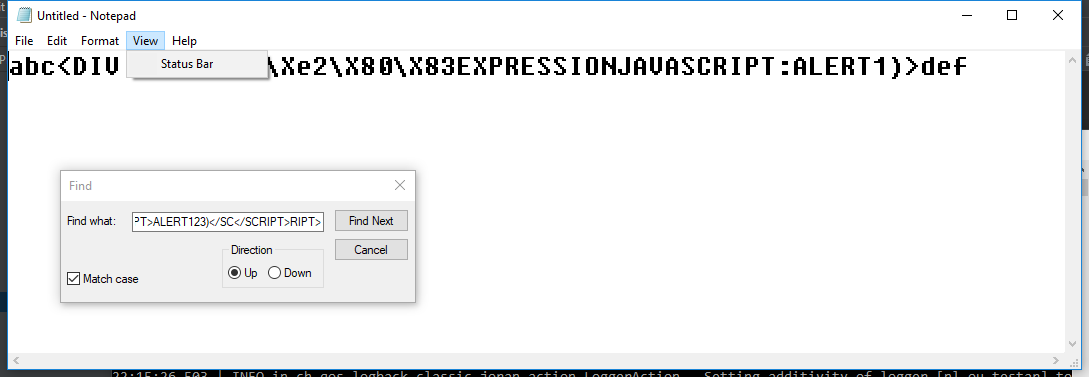 Untitled - Notepad
File Edit Format View Help
Status Bar
abc<DIV \Xe2\X80\X83EXPRESSIONJAVASCRIPT:ALERT1)>def
Find
Find what: PT>ALERT123)</SC</SCRIPT>RIPT> Find Next
Direction Cancel
Up Down
Match case
22:15:26.503 | INFO in ch.qos.logback.classic.joran.action.LoggerAction - Setting additivity of logger [nl.ou.testar] to